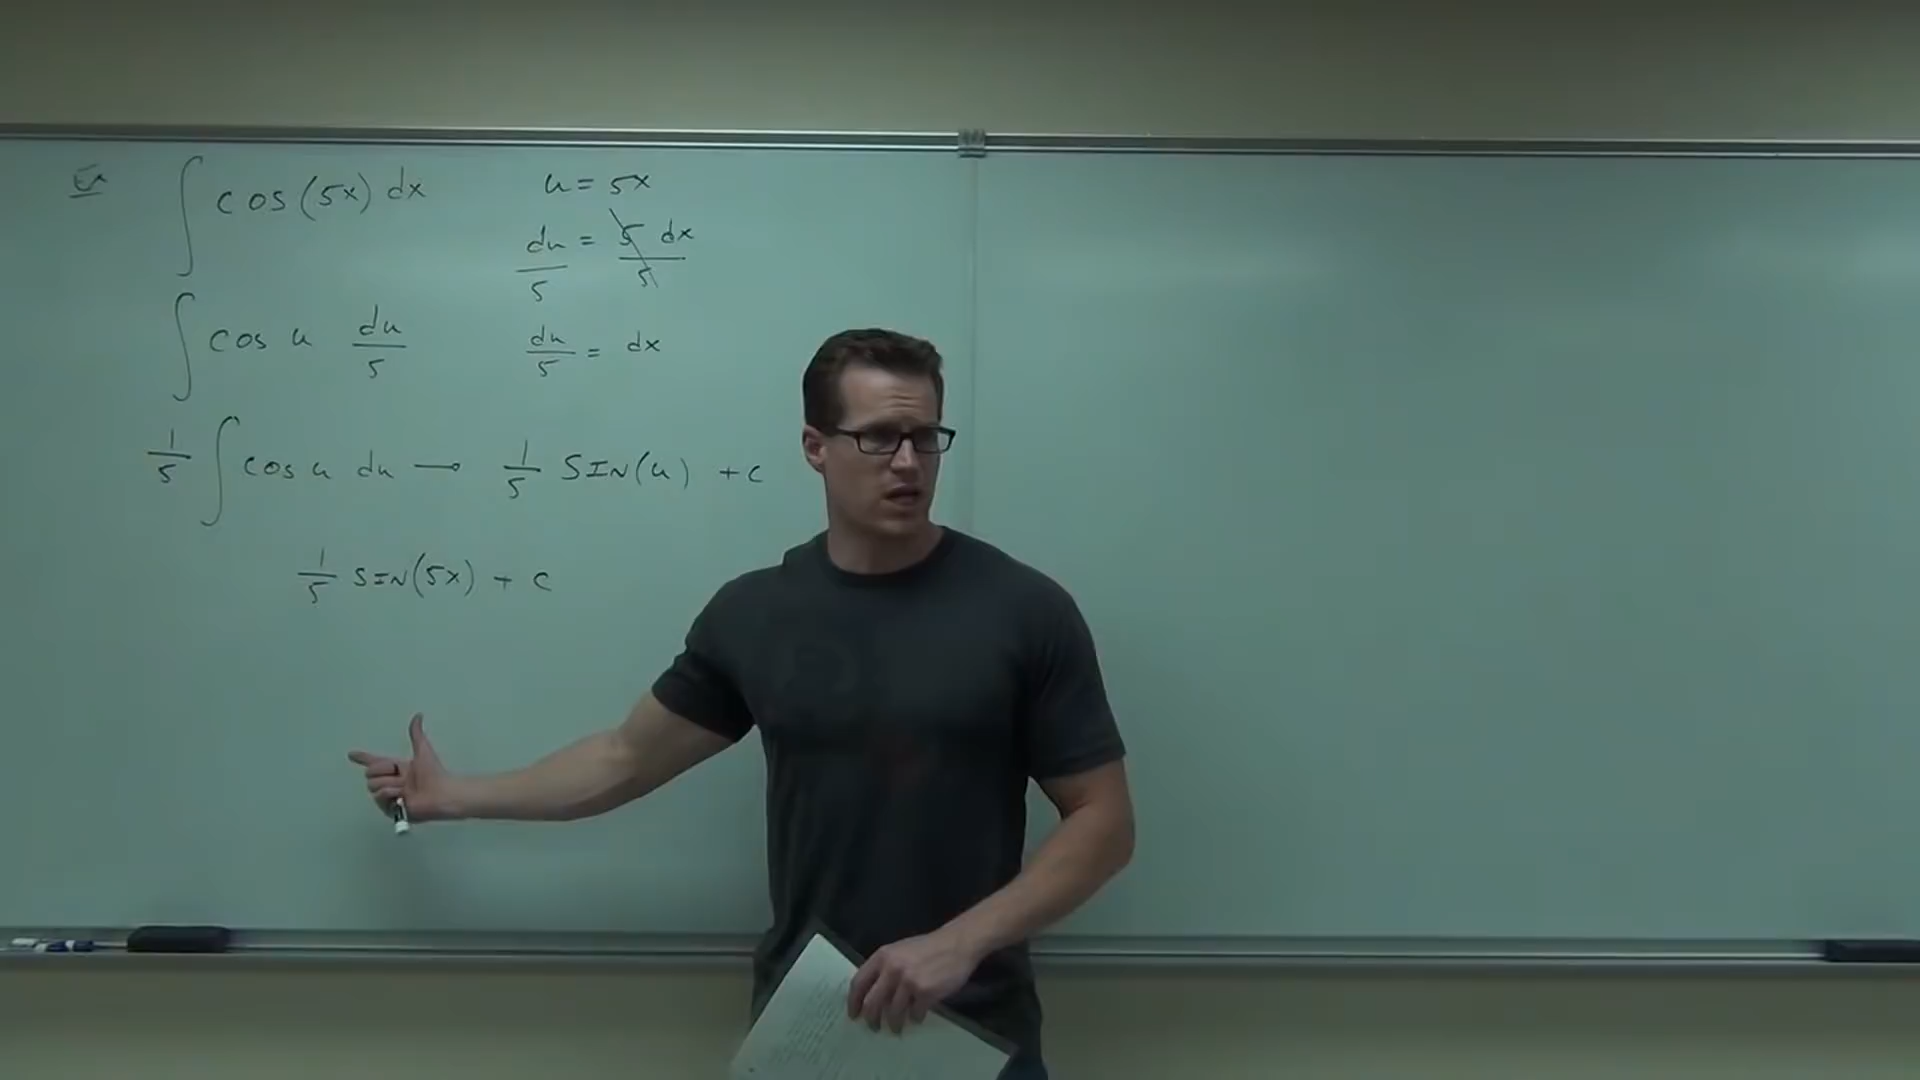 Ex ∫ cos(5x) dx
u = 5x
du/5 = 5 dx/5
∫ cos u du/5
du/5 = dx
1/5 ∫ cos u du → 1/5 SIN(u) + c
1/5 SIN(5x) + c